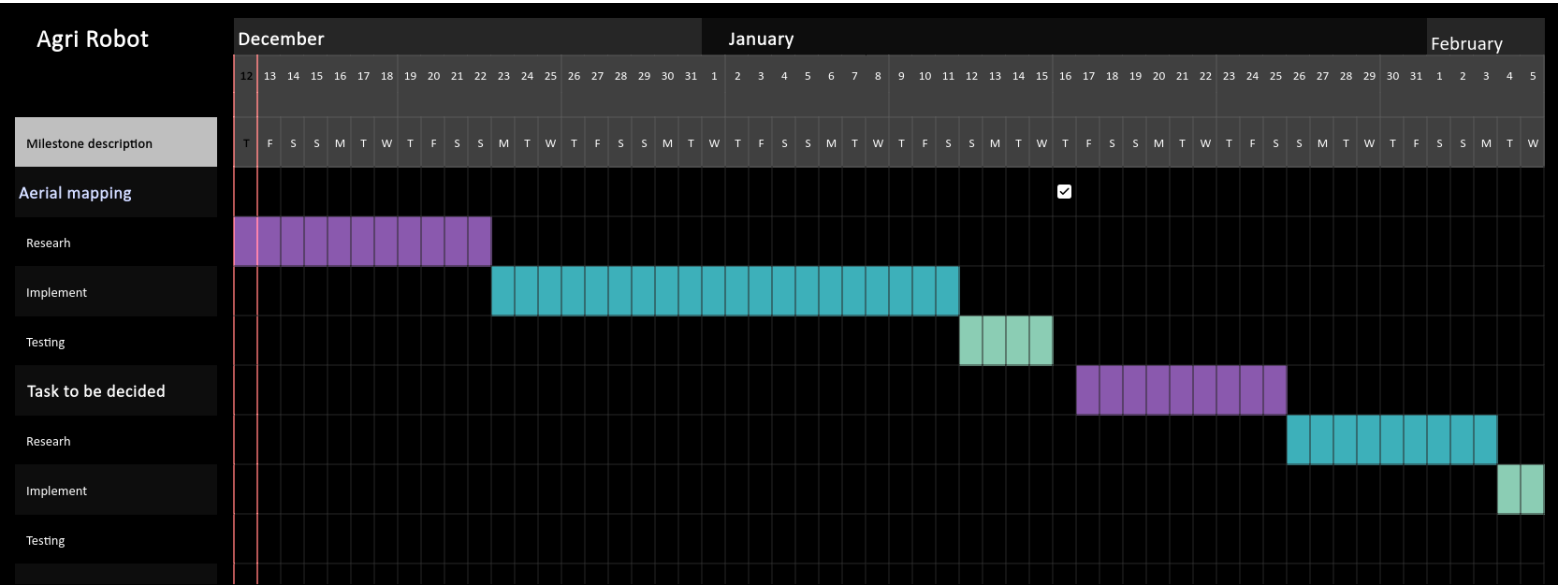 Agri Robot
December January February
12 13 14 15 16 17 18 19 20 21 22 23 24 25 26 27 28 29 30 31 1 2 3 4 5 6 7 8 9 10 11 12 13 14 15 16 17 18 19 20 21 22 23 24 25 26 27 28 29 30 31 1 2 3 4 5
Milestone description T F S S M T W T F S S M T W T F S S M T W T F S S M T W T F S S M T W T F S S M T W T F S S M T W T F S S M T W
Aerial mapping
Researh
Implement
Testing
Task to be decided
Researh
Implement
Testing